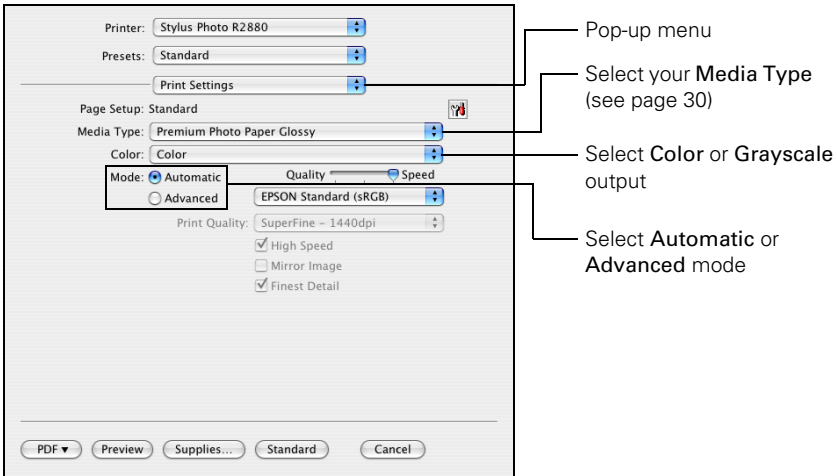 Printer: Stylus Photo R2880
Presets: Standard
Print Settings
Page Setup: Standard
Media Type: Premium Photo Paper Glossy
Color: Color
Mode: Automatic Quality Speed
Advanced EPSON Standard (sRGB)
Print Quality: SuperFine – 1440dpi
High Speed
Mirror Image
Finest Detail
PDF▼ Preview Supplies... Standard Cancel
Pop-up menu
Select your Media Type
(see page 30)
Select Color or Grayscale
output
Select Automatic or
Advanced mode